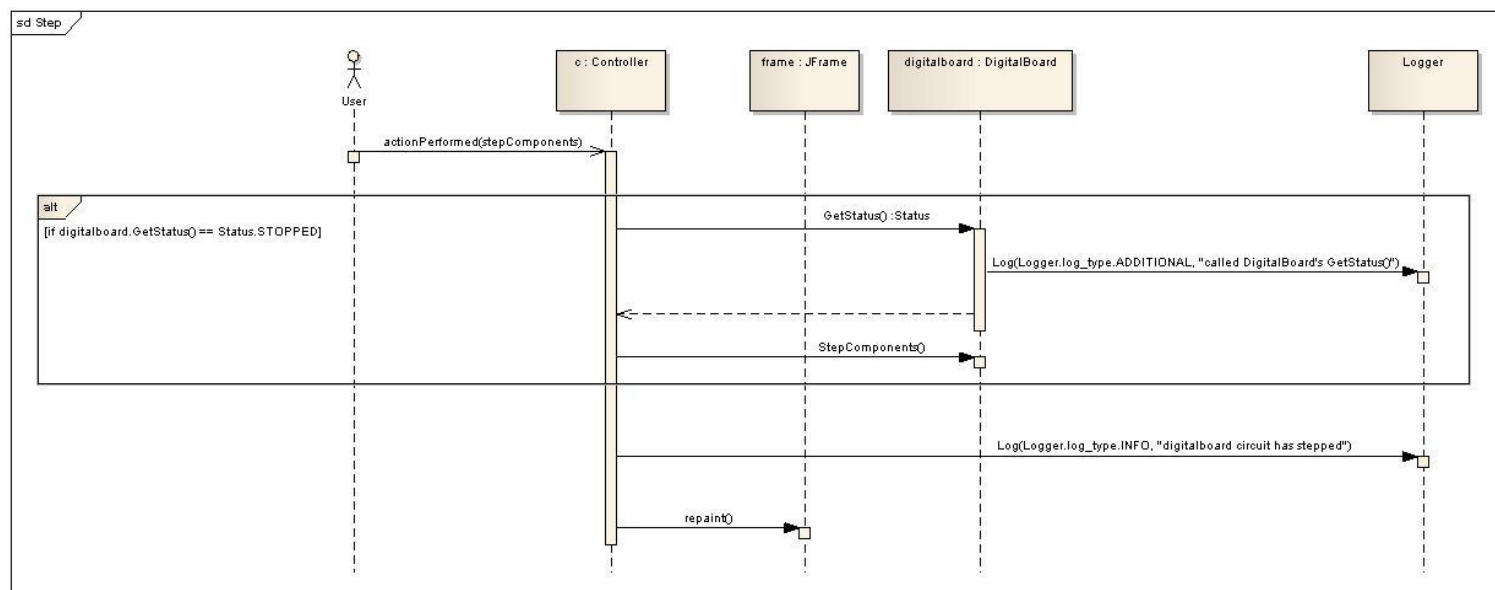 sd Step
User
c : Controller
frame : JFrame
digitalboard : DigitalBoard
Logger
actionPerformed(stepComponents)
alt
[if digitalboard.GetStatus() == Status.STOPPED]
GetStatus() :Status
Log(Logger.log_type.ADDITIONAL, "called DigitalBoard's GetStatus()")
StepComponents()
Log(Logger.log_type.INFO, "digitalboard circuit has stepped")
repaint()